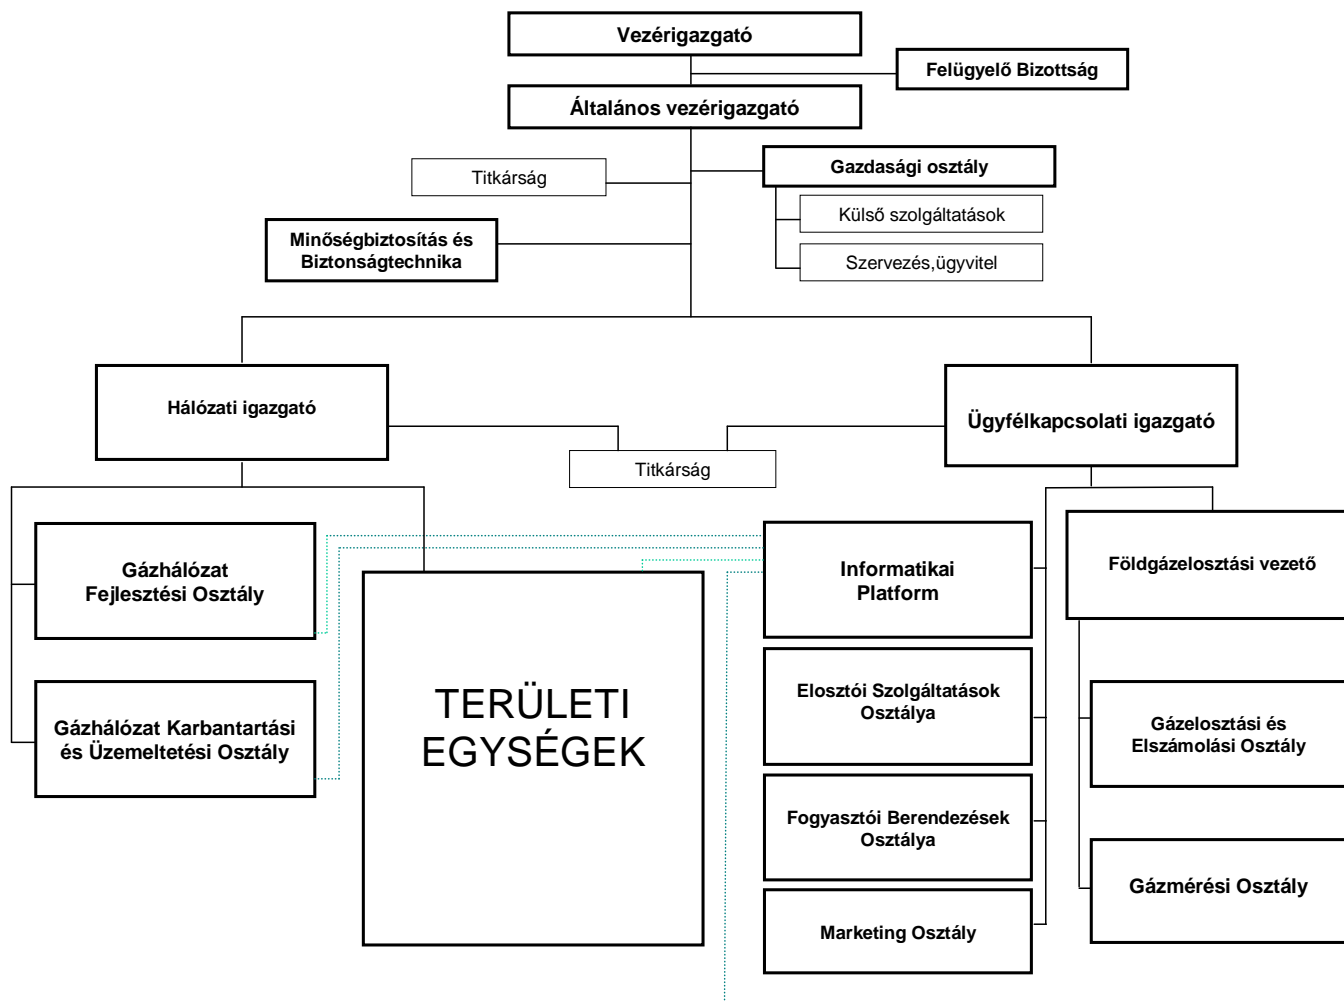 Vezérigazgató
Felügyelő Bizottság
Általános vezérigazgató
Titkárság
Gazdasági osztály
Külső szolgáltatások
Minőségbiztosítás és
Biztonságtechnika
Szervezés,ügyvitel
Hálózati igazgató
Ügyfélkapcsolati igazgató
Titkárság
Gázhálózat
Fejlesztési Osztály
Informatikai
Platform
Földgázelosztási vezető
Gázhálózat Karbantartási
és Üzemeltetési Osztály
TERÜLETI
EGYSÉGEK
Elosztói Szolgáltatások
Osztálya
Gázelosztási és
Elszámolási Osztály
Fogyasztói Berendezések
Osztálya
Gázmérési Osztály
Marketing Osztály